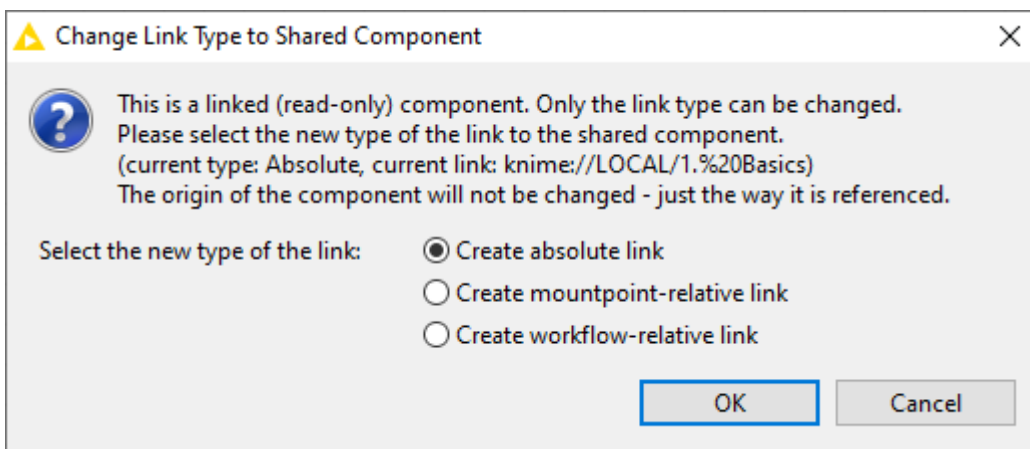 Change Link Type to Shared Component
This is a linked (read-only) component. Only the link type can be changed.
Please select the new type of the link to the shared component.
(current type: Absolute, current link: knime://LOCAL/1.%20Basics)
The origin of the component will not be changed - just the way it is referenced.
Select the new type of the link:
Create absolute link
Create mountpoint-relative link
Create workflow-relative link
OK
Cancel